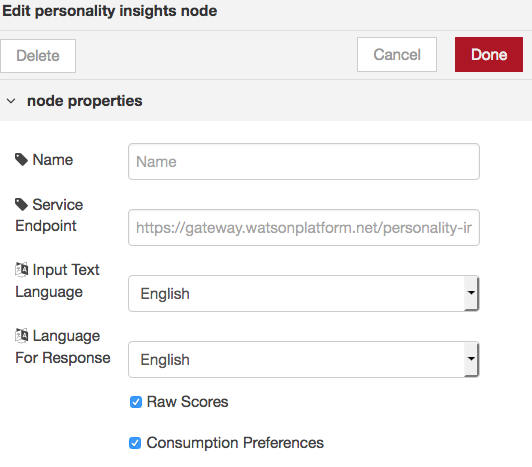 Edit personality insights node
Delete
Cancel
Done
node properties
Name
Name
Service
Endpoint
https://gateway.watsonplatform.net/personality-ir
Input Text
Language
English
Language
For Response
English
Raw Scores
Consumption Preferences